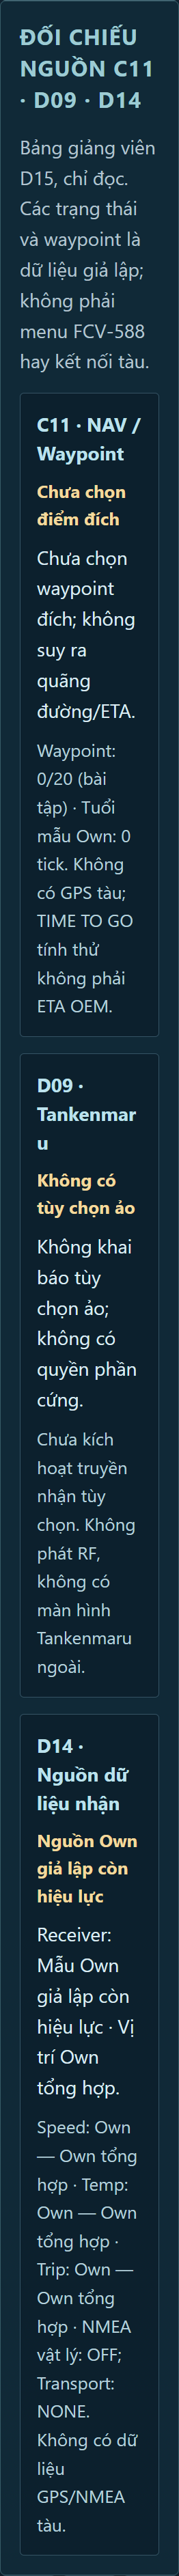 ĐỐI CHIẾU
NGUỒN C11
· D09 · D14
Bảng giảng viên
D15, chỉ đọc.
Các trạng thái
và waypoint là
dữ liệu giả lập;
không phải
menu FCV-588
hay kết nối tàu.
C11 · NAV /
Waypoint
Chưa chọn
điểm đích
Chưa chọn
waypoint
đích; không
suy ra
quãng
đường/ETA.
Waypoint:
0/20 (bài
tập) · Tuổi
mẫu Own: 0
tick. Không
có GPS tàu;
TIME TO GO
tính thử
không phải
ETA OEM.
D09 ·
Tankenmar
u
Không có
tùy chọn ảo
Không khai
báo tùy
chọn ảo;
không có
quyền phần
cứng.
Chưa kích
hoạt truyền
nhận tùy
chọn. Không
phát RF,
không có
màn hình
Tankenmaru
ngoài.
D14 ·
Nguồn dữ
liệu nhận
Nguồn Own
giả lập còn
hiệu lực
Receiver:
Mẫu Own
giả lập còn
hiệu lực · Vị
trí Own
tổng hợp.
Speed: Own
— Own tổng
hợp · Temp:
Own — Own
tổng hợp ·
Trip: Own —
Own tổng
hợp · NMEA
vật lý: OFF;
Transport:
NONE.
Không có dữ
liệu
GPS/NMEA
tàu.